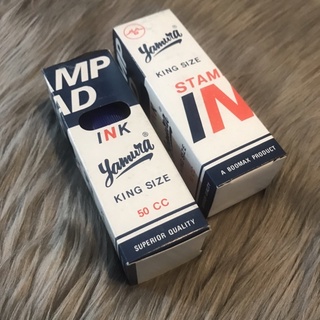 AMP
AD
INK
Yamura®
KING SIZE
50 CC
SUPERIOR QUALITY
Yamura®
KING SIZE
STAM
IN
A BOOMAX PRODUCT